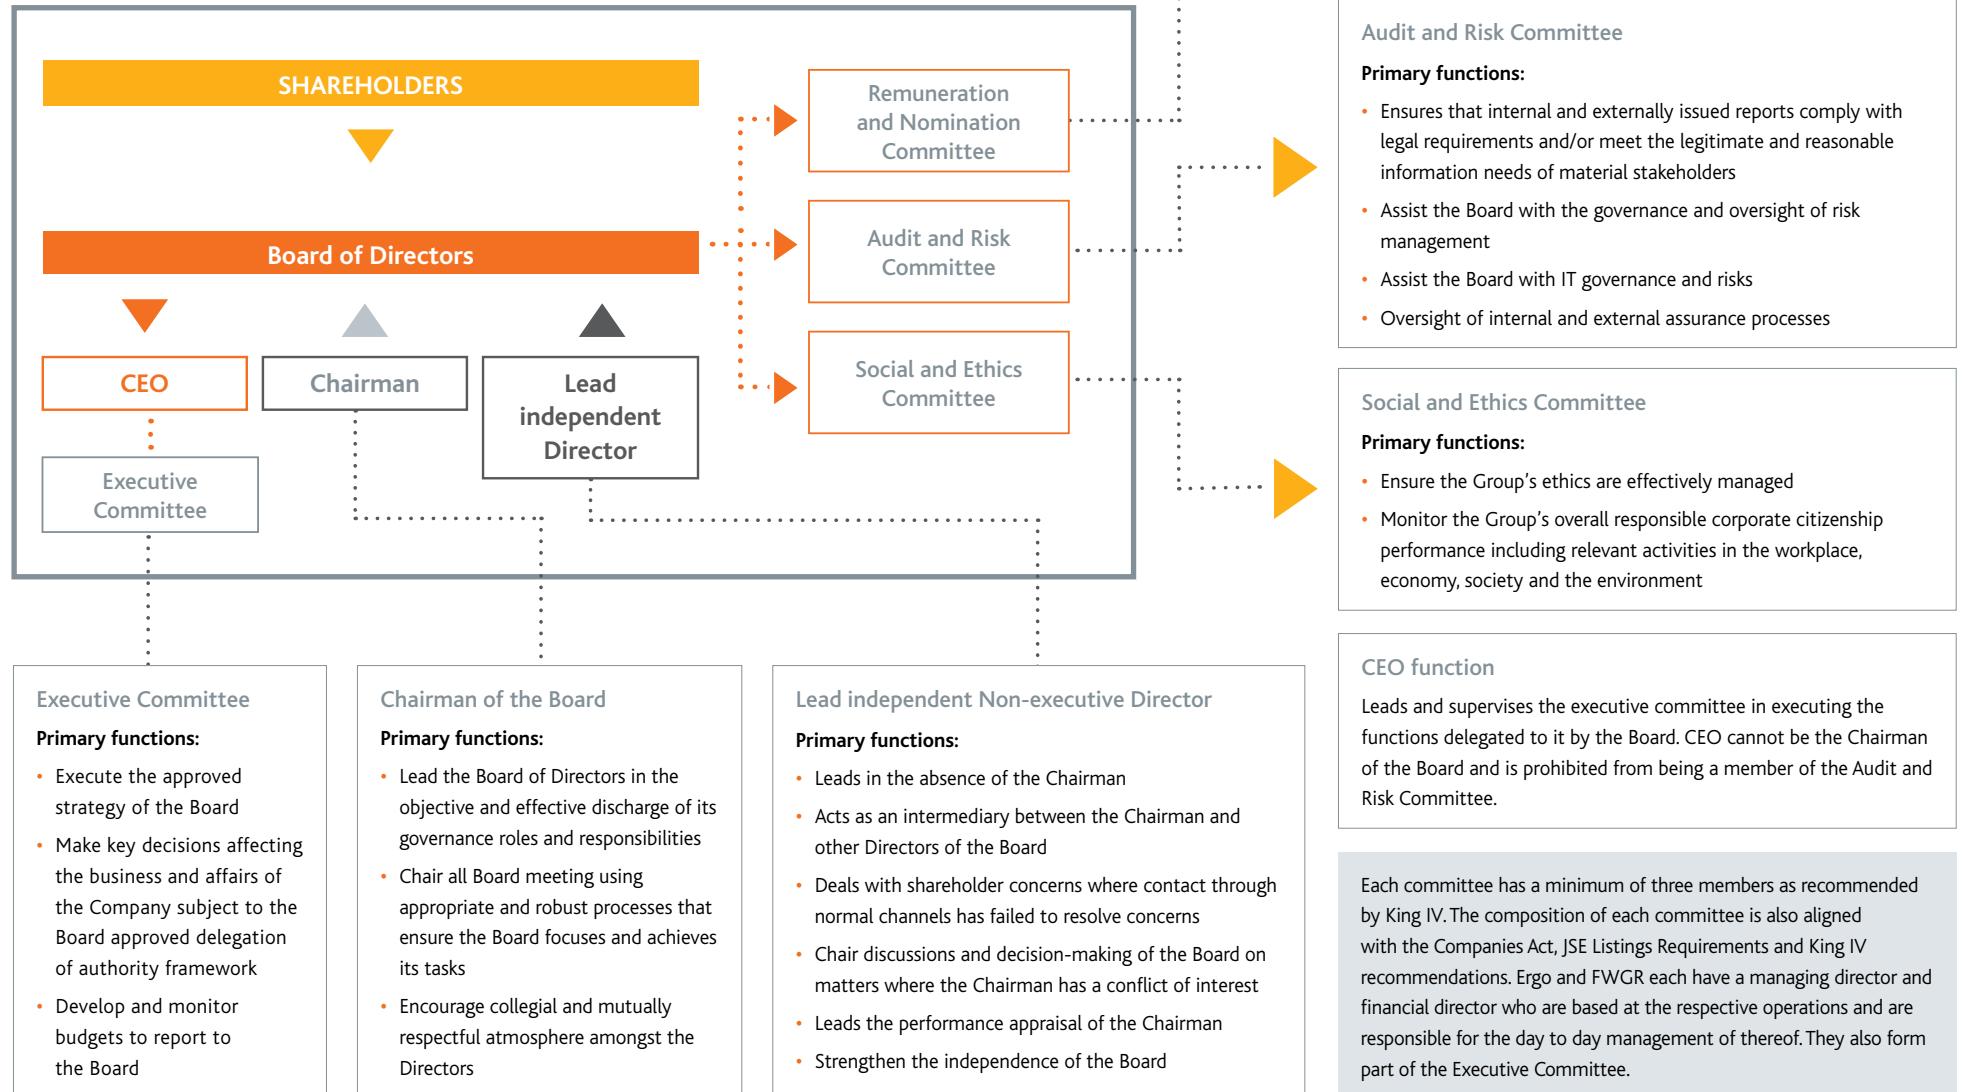 SHAREHOLDERS
Board of Directors
CEO
Chairman
Lead
independent
Director
Executive
Committee
Remuneration
and Nomination
Committee
Audit and Risk
Committee
Social and Ethics
Committee
Executive Committee
Primary functions:
• Execute the approved
strategy of the Board
• Make key decisions affecting
the business and affairs of
the Company subject to the
Board approved delegation
of authority framework
• Develop and monitor
budgets to report to
the Board
Chairman of the Board
Primary functions:
• Lead the Board of Directors in the
objective and effective discharge of its
governance roles and responsibilities
• Chair all Board meeting using
appropriate and robust processes that
ensure the Board focuses and achieves
its tasks
• Encourage collegial and mutually
respectful atmosphere amongst the
Directors
Lead independent Non-executive Director
Primary functions:
• Leads in the absence of the Chairman
• Acts as an intermediary between the Chairman and
other Directors of the Board
• Deals with shareholder concerns where contact through
normal channels has failed to resolve concerns
• Chair discussions and decision-making of the Board on
matters where the Chairman has a conflict of interest
• Leads the performance appraisal of the Chairman
• Strengthen the independence of the Board
Audit and Risk Committee
Primary functions:
• Ensures that internal and externally issued reports comply with
legal requirements and/or meet the legitimate and reasonable
information needs of material stakeholders
• Assist the Board with the governance and oversight of risk
management
• Assist the Board with IT governance and risks
• Oversight of internal and external assurance processes
Social and Ethics Committee
Primary functions:
• Ensure the Group's ethics are effectively managed
• Monitor the Group's overall responsible corporate citizenship
performance including relevant activities in the workplace,
economy, society and the environment
CEO function
Leads and supervises the executive committee in executing the
functions delegated to it by the Board. CEO cannot be the Chairman
of the Board and is prohibited from being a member of the Audit and
Risk Committee.
Each committee has a minimum of three members as recommended
by King IV. The composition of each committee is also aligned
with the Companies Act, JSE Listings Requirements and King IV
recommendations. Ergo and FWGR each have a managing director and
financial director who are based at the respective operations and are
responsible for the day to day management of thereof. They also form
part of the Executive Committee.